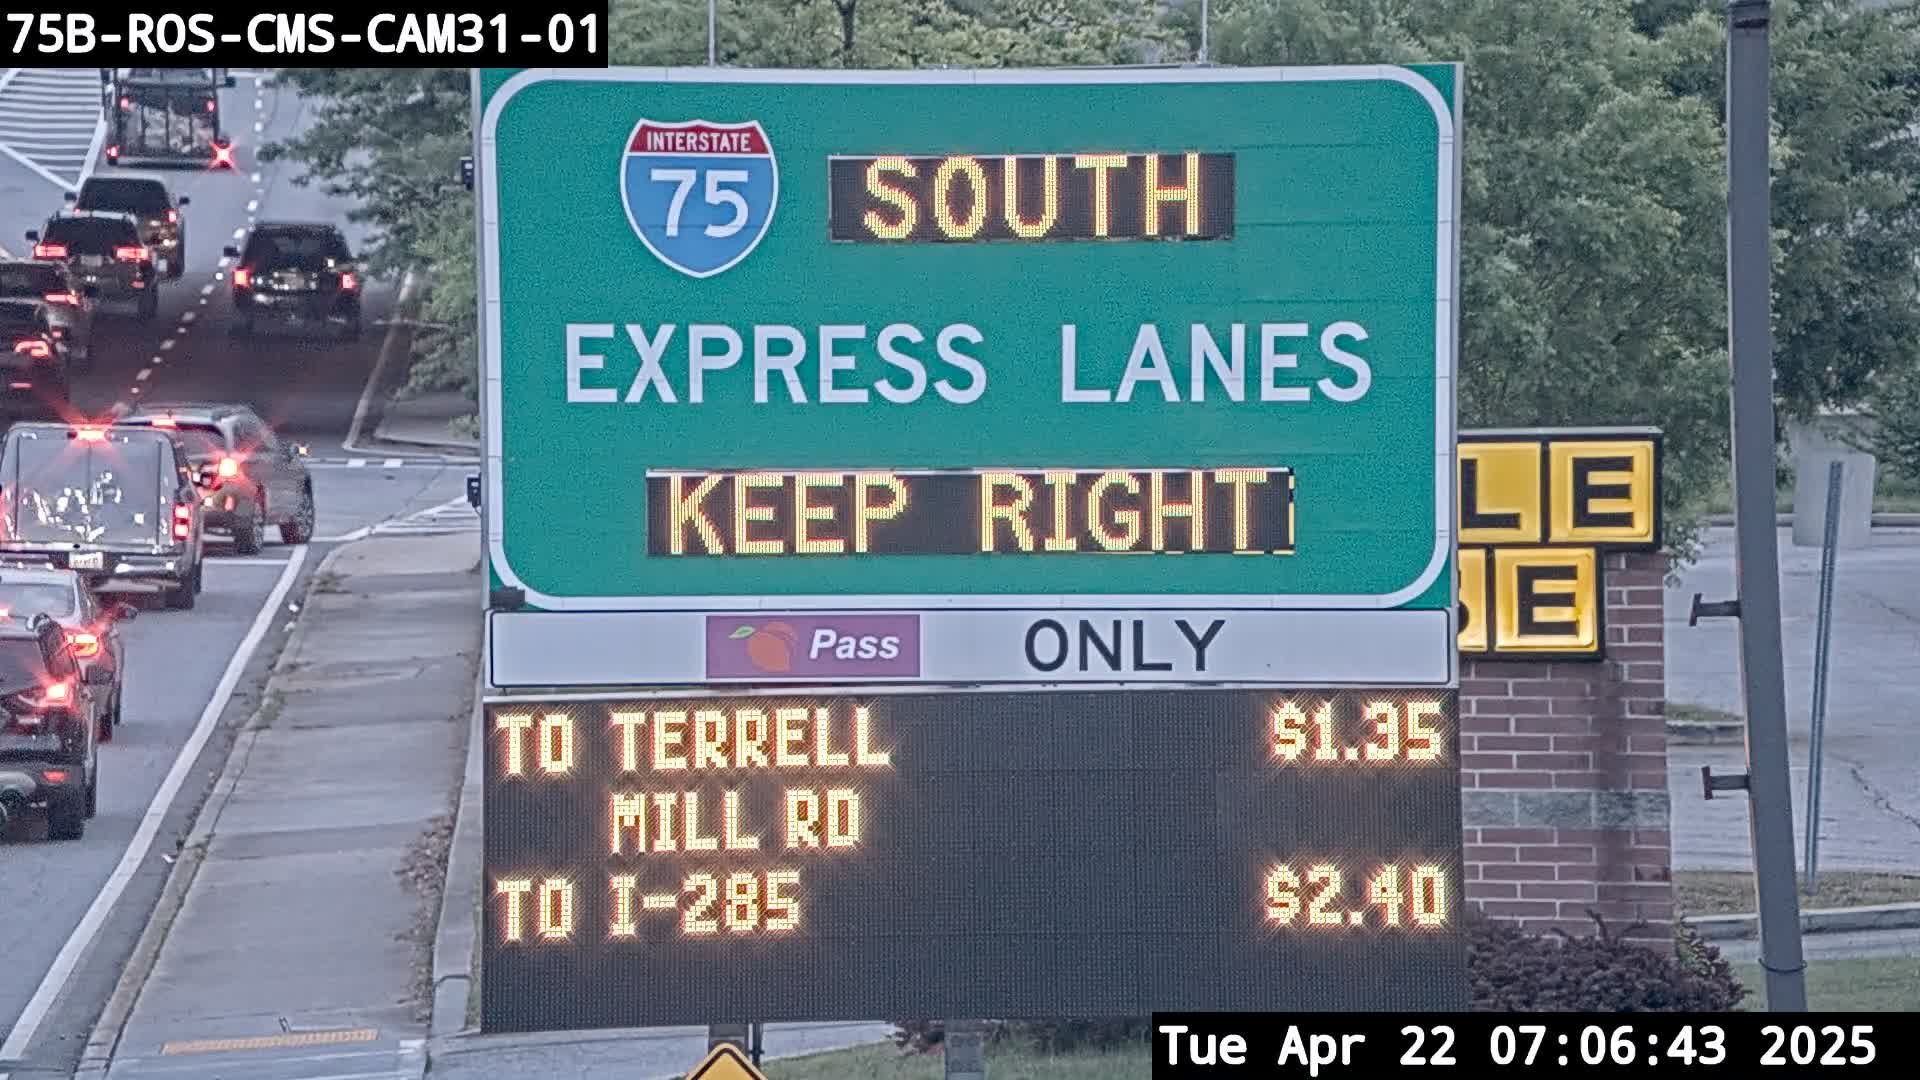 75B-ROS-CMS-CAM31-01
INTERSTATE
75
SOUTH
EXPRESS LANES
KEEP RIGHT
Pass ONLY
TO TERRELL $1.35
MILL RD
TO I-285 $2.40
LE
E
Tue Apr 22 07:06:43 2025